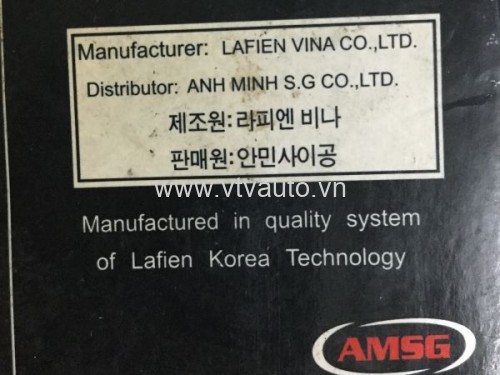 Manufacturer: LAFIEN VINA CO.,LTD.
Distributor: ANH MINH S.G CO.,LTD.
제조원: 라피엔 비나
판매원: 안민사이공
www.vtvauto.vn
Manufactured in quality system
of Lafien Korea Technology
AMSG